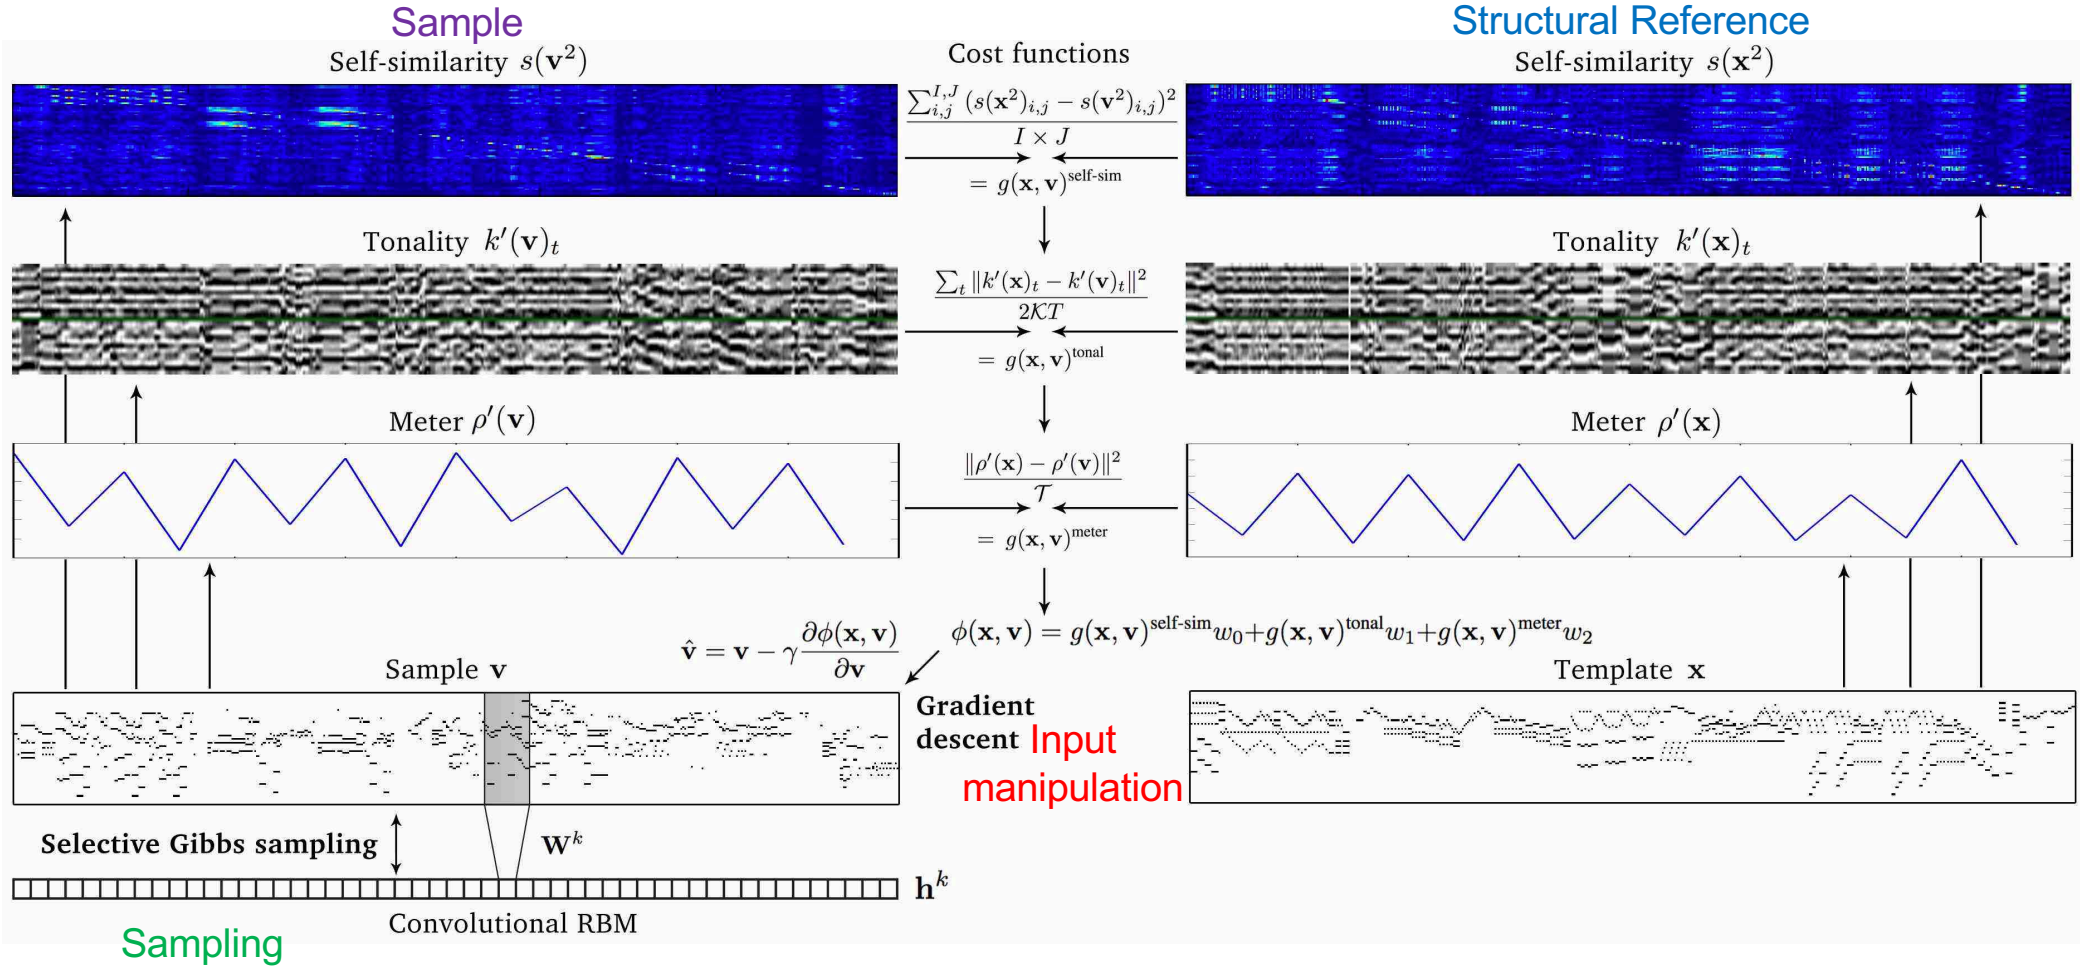 Sample
Structural Reference
Self-similarity s(v²)
Cost functions
Self-similarity s(x²)
∑_{i,j}^{I,J} (s(x²)_{i,j} − s(v²)_{i,j})²
I × J
= g(x, v)^{self-sim}
Tonality k′(v)_t
Tonality k′(x)_t
∑_t ‖k′(x)_t − k′(v)_t‖²
2𝒦T
= g(x, v)^{tonal}
Meter ρ′(v)
Meter ρ′(x)
‖ρ′(x) − ρ′(v)‖²
𝒯
= g(x, v)^{meter}
v̂ = v − γ ∂ϕ(x, v) / ∂v
ϕ(x, v) = g(x, v)^{self-sim}w₀+g(x, v)^{tonal}w₁+g(x, v)^{meter}w₂
Sample v
Template x
Gradient
descent
Input
manipulation
Selective Gibbs sampling
W^k
h^k
Convolutional RBM
Sampling